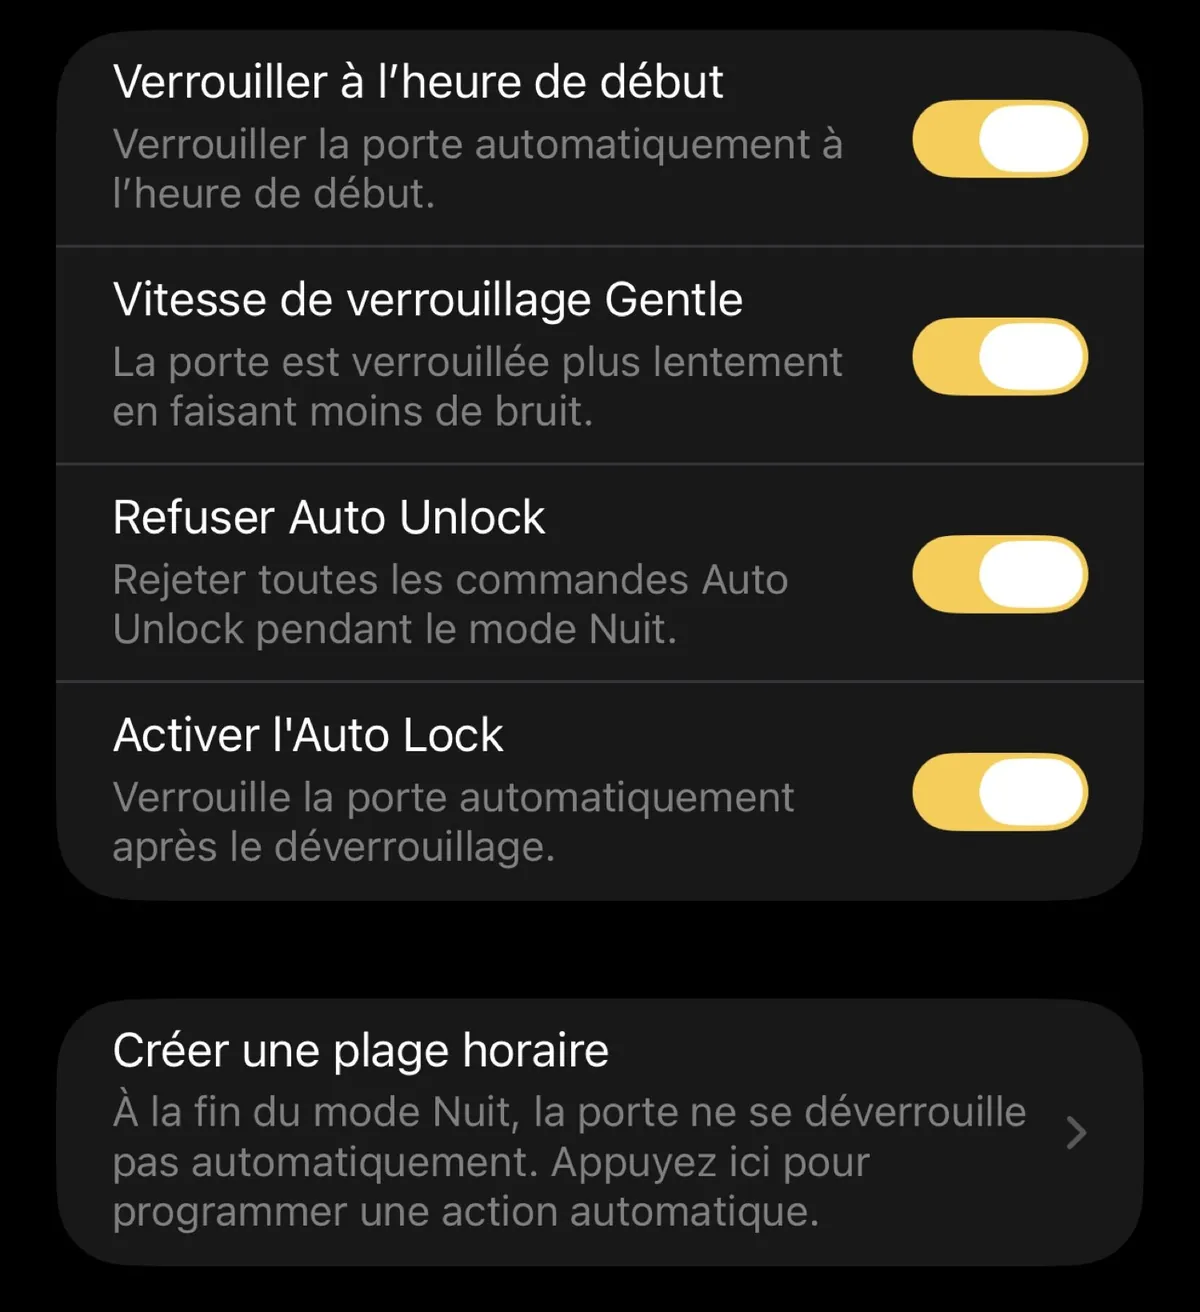 Verrouiller à l’heure de début
Verrouiller la porte automatiquement à
l’heure de début.
Vitesse de verrouillage Gentle
La porte est verrouillée plus lentement
en faisant moins de bruit.
Refuser Auto Unlock
Rejeter toutes les commandes Auto
Unlock pendant le mode Nuit.
Activer l'Auto Lock
Verrouille la porte automatiquement
après le déverrouillage.
Créer une plage horaire
À la fin du mode Nuit, la porte ne se déverrouille
pas automatiquement. Appuyez ici pour
programmer une action automatique.